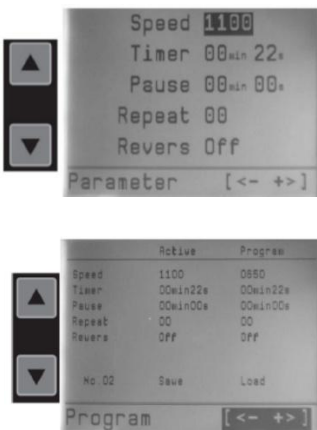 Speed 1100
Timer 00min 22s
Pause 00min 00s
Repeat 00
Revers Off
Parameter [<- +>]
Active Program
Speed 1100 0850
Timer 00min22s 00min22s
Pause 00min00s 00min00s
Repeat 00 00
Revers Off Off
No.02 Save Load
Program [<- +>]